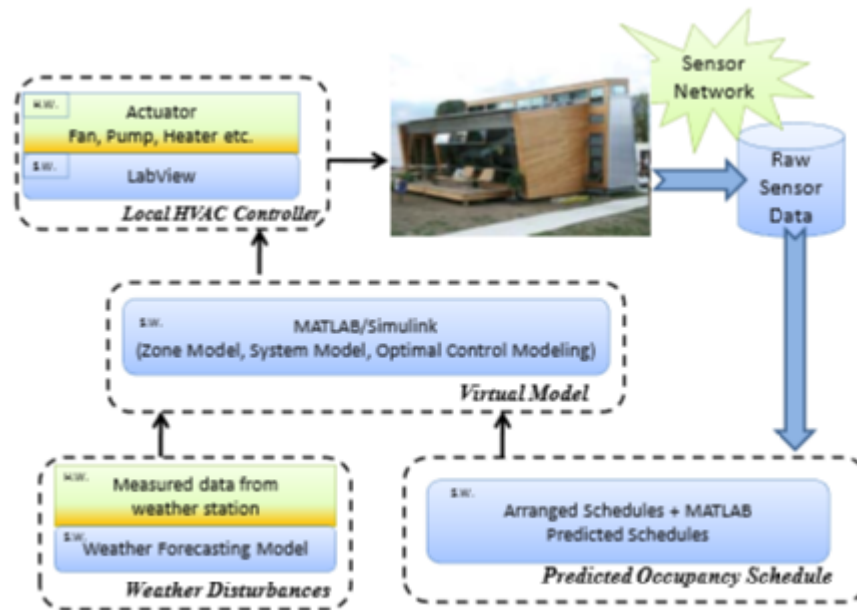 Sensor
Network
H.W.
Actuator
Fan, Pump, Heater etc.
S.W.
LabView
Local HVAC Controller
Raw
Sensor
Data
S.W.
MATLAB/Simulink
(Zone Model, System Model, Optimal Control Modeling)
Virtual Model
H.W.
Measured data from
weather station
S.W.
Weather Forecasting Model
Weather Disturbances
S.W.
Arranged Schedules + MATLAB
Predicted Schedules
Predicted Occupancy Schedule